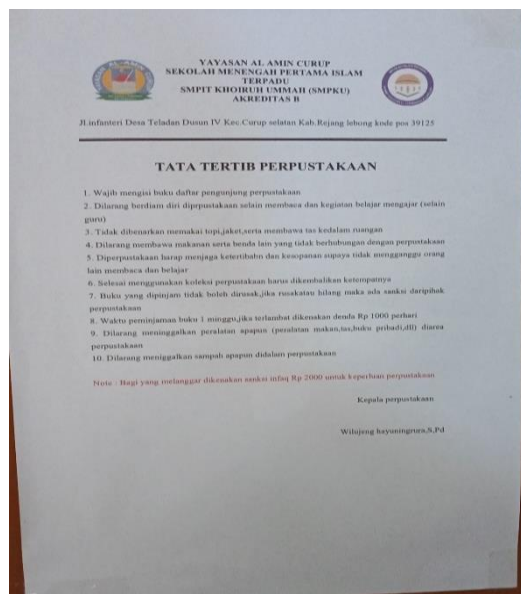 YAYASAN AL AMIN CURUP
SEKOLAH MENENGAH PERTAMA ISLAM
TERPADU
SMPIT KHOIRUH UMMAH (SMPKU)
AKREDITAS B
Jl.infanteri Desa Teladan Dusun IV Kec.Curup selatan Kab.Rejang lebong kode pos 39125
TATA TERTIB PERPUSTAKAAN
1. Wajib mengisi buku daftar pengunjung perpustakaan
2. Dilarang berdiam diri diprpustakaan selain membaca dan kegiatan belajar mengajar (selain
guru)
3. Tidak dibenarkan memakai topi,jaket,serta membawa tas kedalam ruangan
4. Dilarang membawa makanan serta benda lain yang tidak berhubungan dengan perpustakaan
5. Diperpustakaan harap menjaga ketertibahn dan kesopanan supaya tidak mengganggu orang
lain membaca dan belajar
6. Selesai menggunakan koleksi perpustakaan harus dikembalikan ketempatnya
7. Buku yang dipinjam tidak boleh dirusak,jika rusakatau hilang maka ada sanksi daripihak
perpustakaan
8. Waktu peminjaman buku 1 minggu,jika terlambat dikenakan denda Rp 1000 perhari
9. Dilarang meninggalkan peralatan apapun (peralatan makan,tas,buku pribadi,dll) diarea
perpustakaan
10. Dilarang meniggalkan sampah apapun didalam perpustakaan
Note : Bagi yang melanggar dikenakan sanksi infaq Rp 2000 untuk keperluan perpustakaan
Kepala perpustakaan
Wilujeng